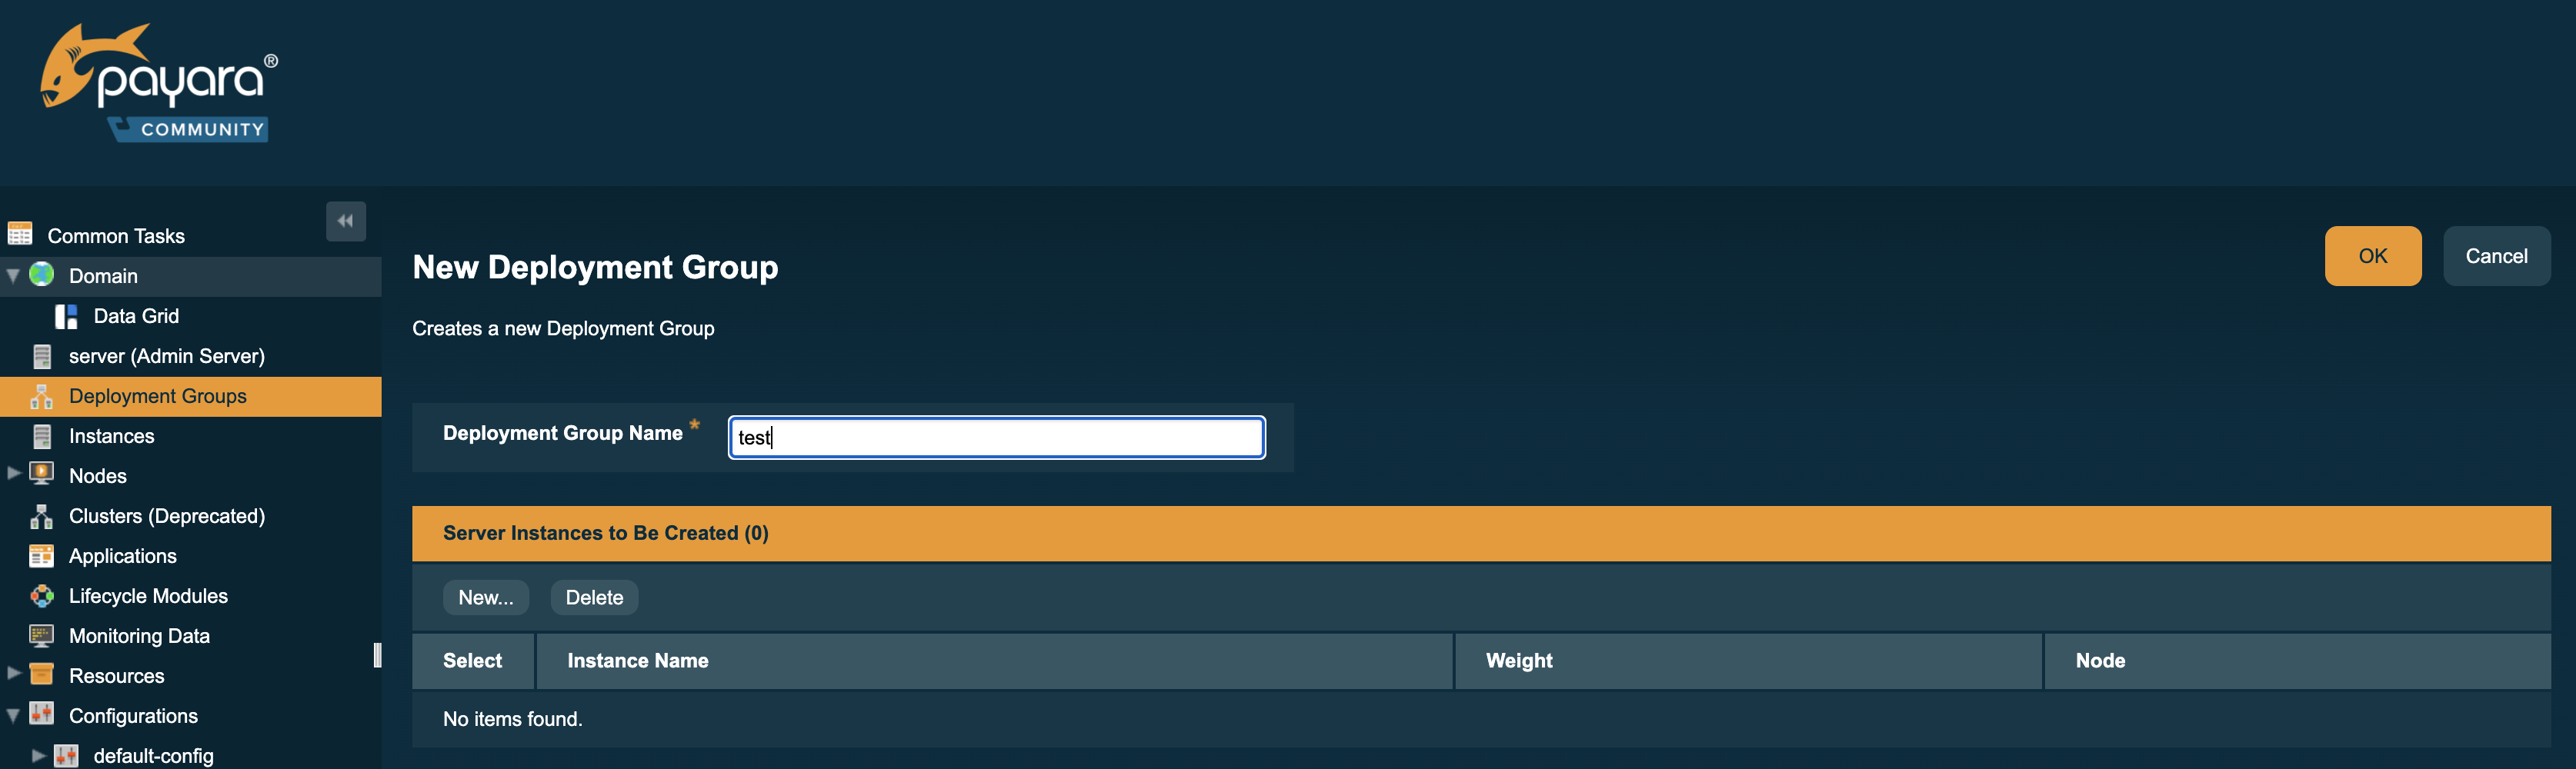 payara®
COMMUNITY
Common Tasks
Domain
Data Grid
server (Admin Server)
Deployment Groups
Instances
Nodes
Clusters (Deprecated)
Applications
Lifecycle Modules
Monitoring Data
Resources
Configurations
default-config
New Deployment Group
OK Cancel
Creates a new Deployment Group
Deployment Group Name * test
Server Instances to Be Created (0)
New... Delete
Select Instance Name Weight Node
No items found.